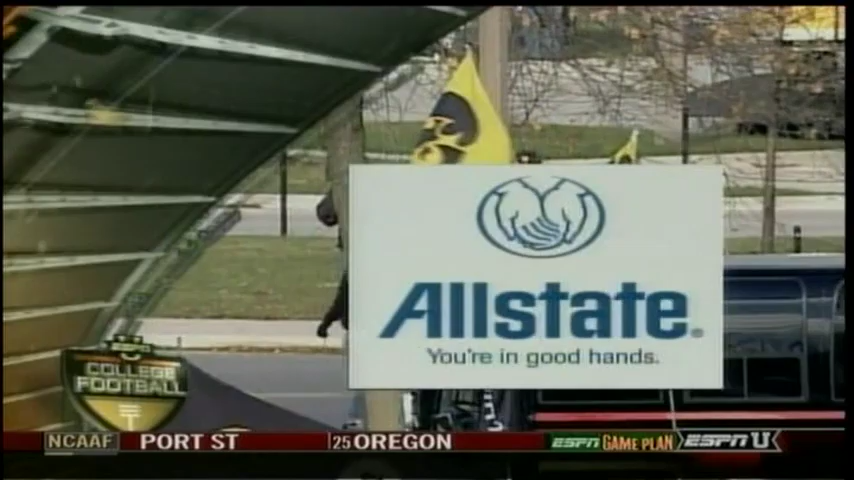 Allstate®
You're in good hands.
COLLEGE
FOOTBALL
NCAAF PORT ST 25 OREGON ESPN GAME PLAN ESPN U